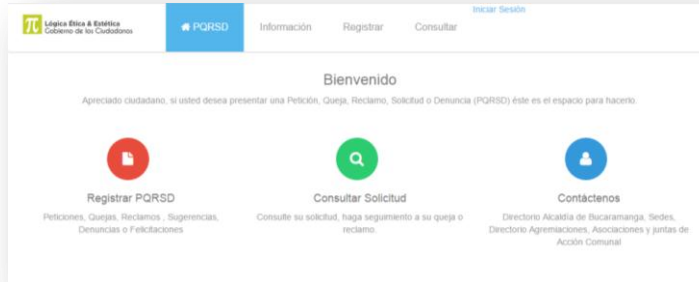 Iniciar Sesión
Lógica Ética & Estética
Gobierno de los Ciudadanos
PQRSD
Información
Registrar
Consultar
Bienvenido
Apreciado ciudadano, si usted desea presentar una Petición, Queja, Reclamo, Solicitud o Denuncia (PQRSD) éste es el espacio para hacerlo.
Registrar PQRSD
Peticiones, Quejas, Reclamos , Sugerencias,
Denuncias o Felicitaciones
Consultar Solicitud
Consulte su solicitud, haga seguimiento a su queja o
reclamo.
Contáctenos
Directorio Alcaldía de Bucaramanga, Sedes,
Directorio Agremiaciones, Asociaciones y juntas de
Acción Comunal